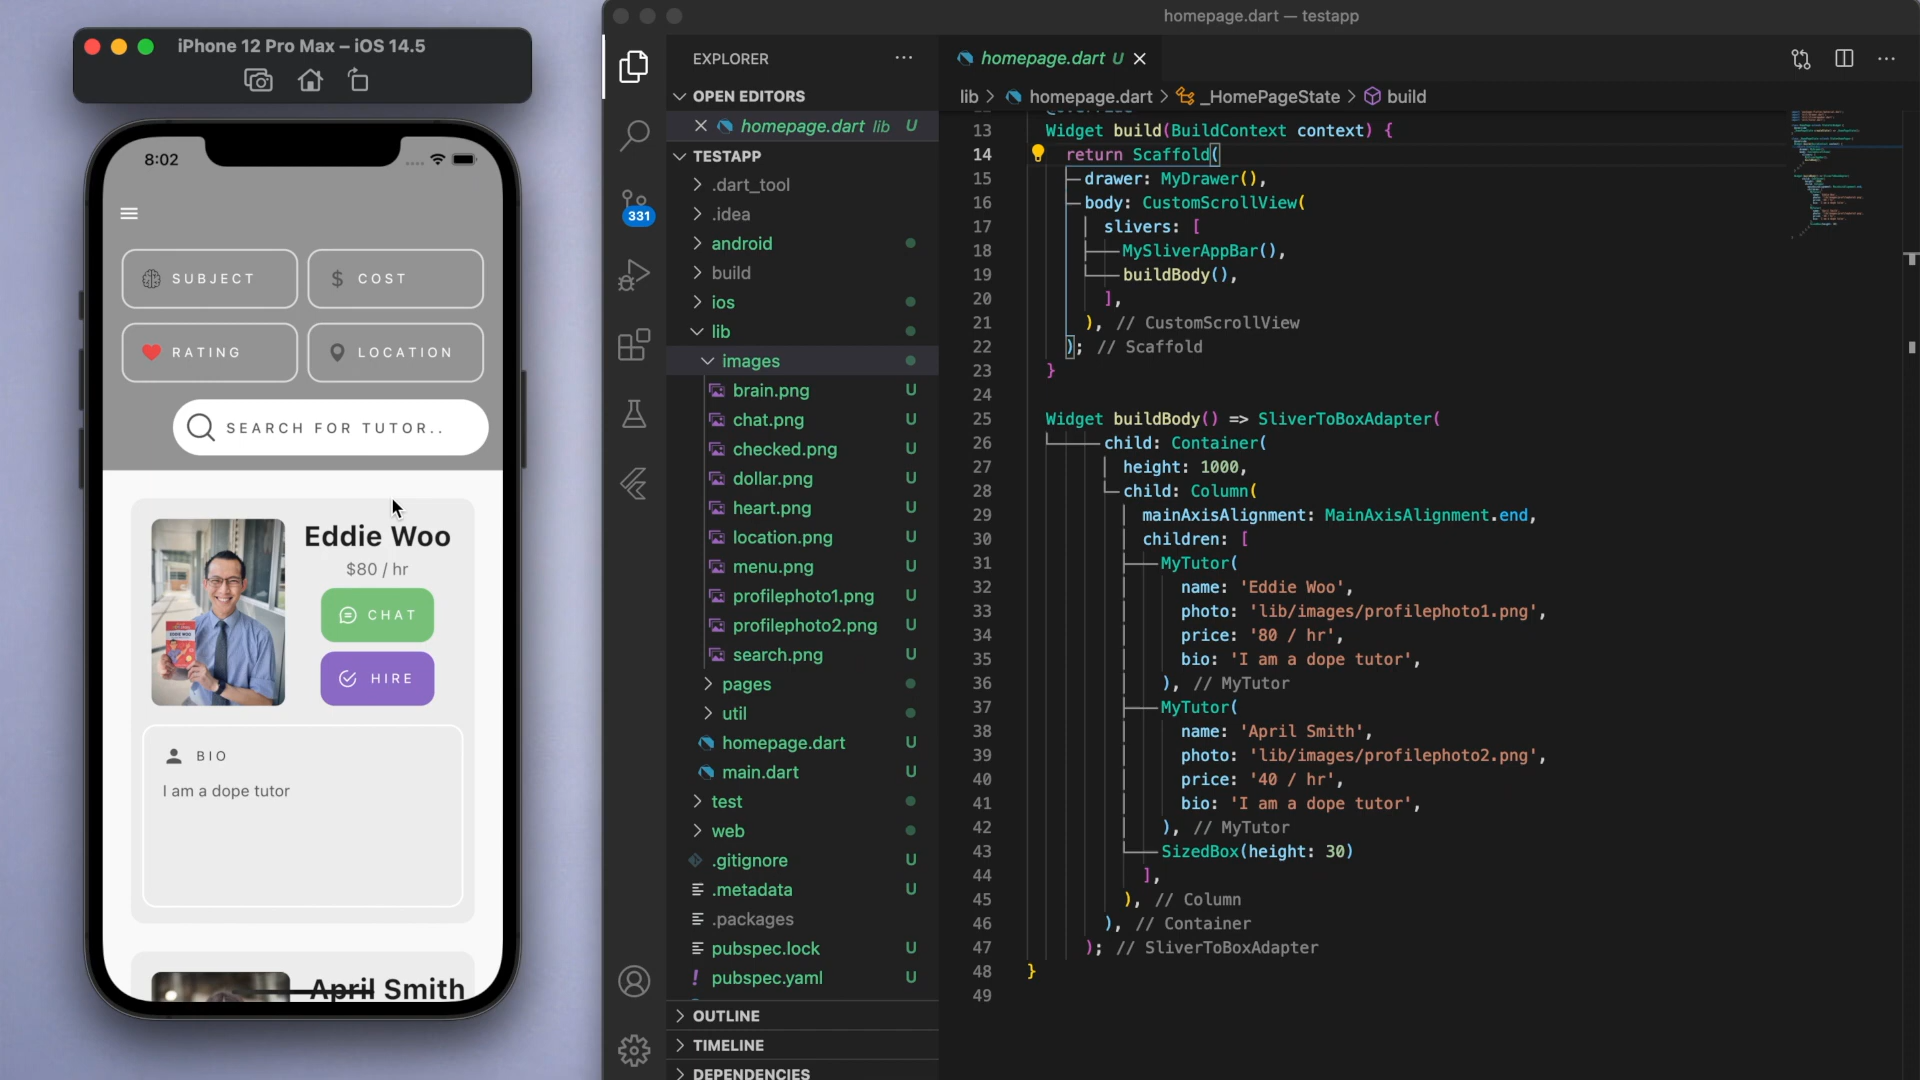 iPhone 12 Pro Max – iOS 14.5
8:02
SUBJECT
COST
RATING
LOCATION
SEARCH FOR TUTOR..
Eddie Woo
$80 / hr
CHAT
HIRE
BIO
I am a dope tutor
April Smith
homepage.dart — testapp
331
EXPLORER
OPEN EDITORS
homepage.dart lib U
TESTAPP
.dart_tool
.idea
android
build
ios
lib
images
brain.png U
chat.png U
checked.png U
dollar.png U
heart.png U
location.png U
menu.png U
profilephoto1.png U
profilephoto2.png U
search.png U
pages
util
homepage.dart U
main.dart U
test
web
.gitignore U
.metadata U
.packages
pubspec.lock U
pubspec.yaml U
OUTLINE
TIMELINE
DEPENDENCIES
homepage.dart U
lib > homepage.dart > _HomePageState > build
13 Widget build(BuildContext context) {
14 return Scaffold(
15 drawer: MyDrawer(),
16 body: CustomScrollView(
17 slivers: [
18 MySliverAppBar(),
19 buildBody(),
20 ],
21 ), // CustomScrollView
22 ); // Scaffold
23 }
24
25 Widget buildBody() => SliverToBoxAdapter(
26 child: Container(
27 height: 1000,
28 child: Column(
29 mainAxisAlignment: MainAxisAlignment.end,
30 children: [
31 MyTutor(
32 name: 'Eddie Woo',
33 photo: 'lib/images/profilephoto1.png',
34 price: '80 / hr',
35 bio: 'I am a dope tutor',
36 ), // MyTutor
37 MyTutor(
38 name: 'April Smith',
39 photo: 'lib/images/profilephoto2.png',
40 price: '40 / hr',
41 bio: 'I am a dope tutor',
42 ), // MyTutor
43 SizedBox(height: 30)
44 ],
45 ), // Column
46 ), // Container
47 ); // SliverToBoxAdapter
48 }
49